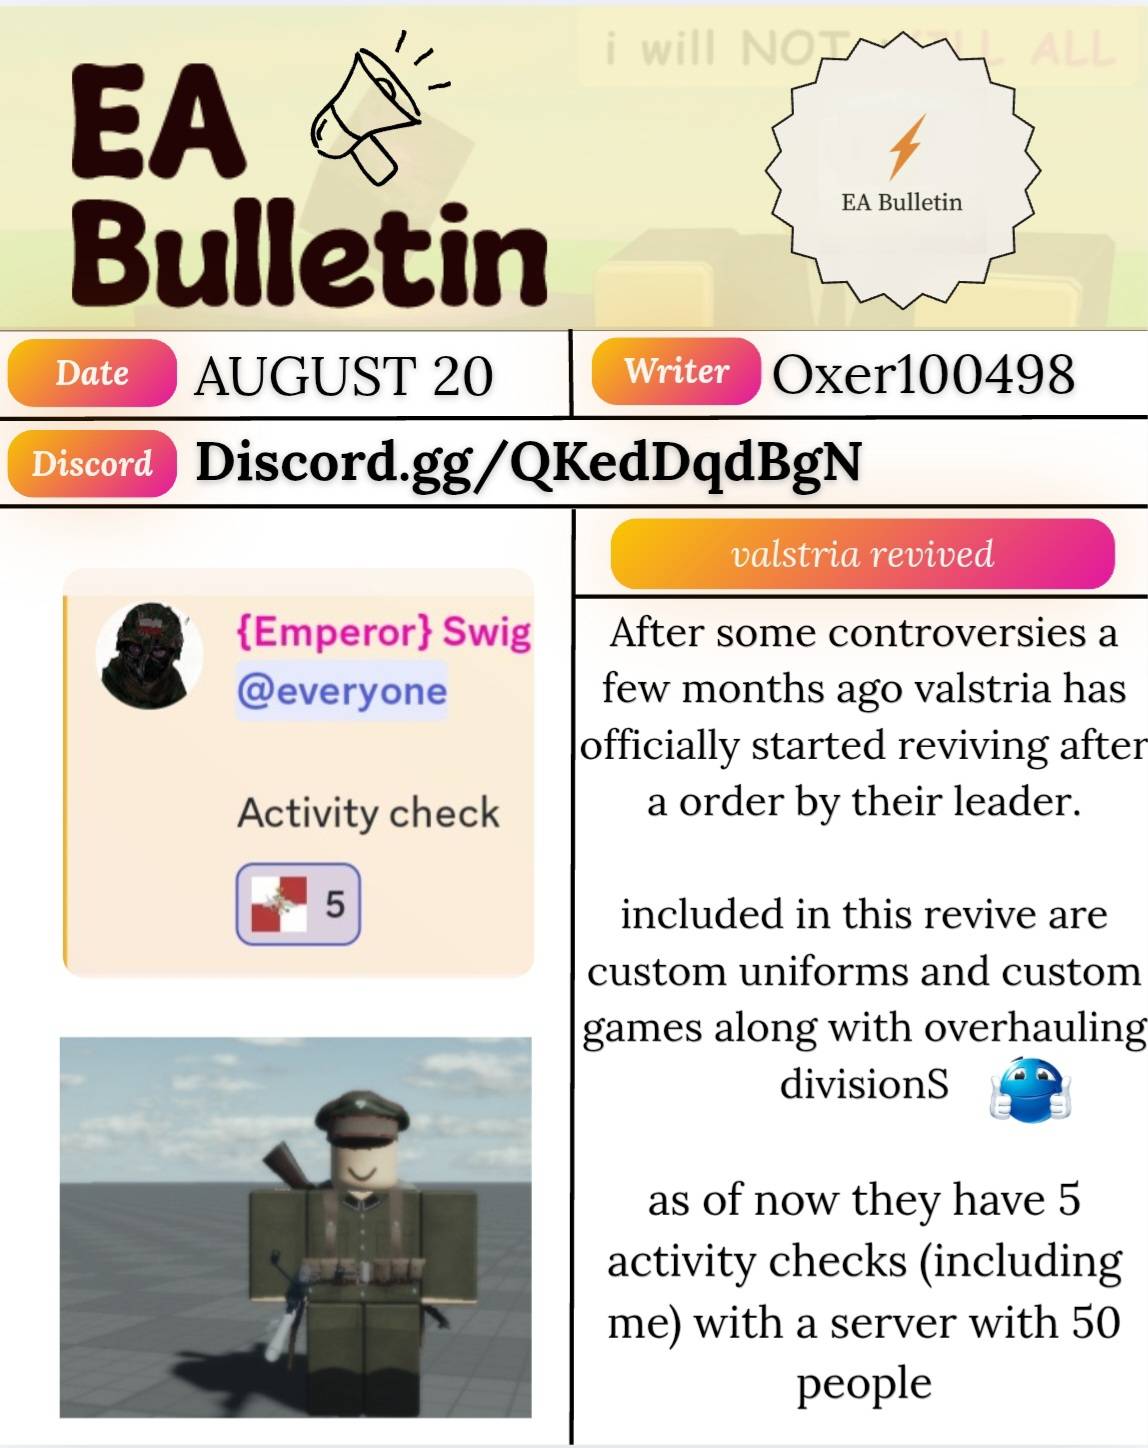 EA
Bulletin
i will NOT KILL ALL
EA Bulletin
Date
AUGUST 20
Writer
Oxer100498
Discord
Discord.gg/QKedDqdBgN
{Emperor} Swig
@everyone
Activity check
5
valstria revived
After some controversies a
few months ago valstria has
officially started reviving after
a order by their leader.
included in this revive are
custom uniforms and custom
games along with overhauling
divisionS
as of now they have 5
activity checks (including
me) with a server with 50
people